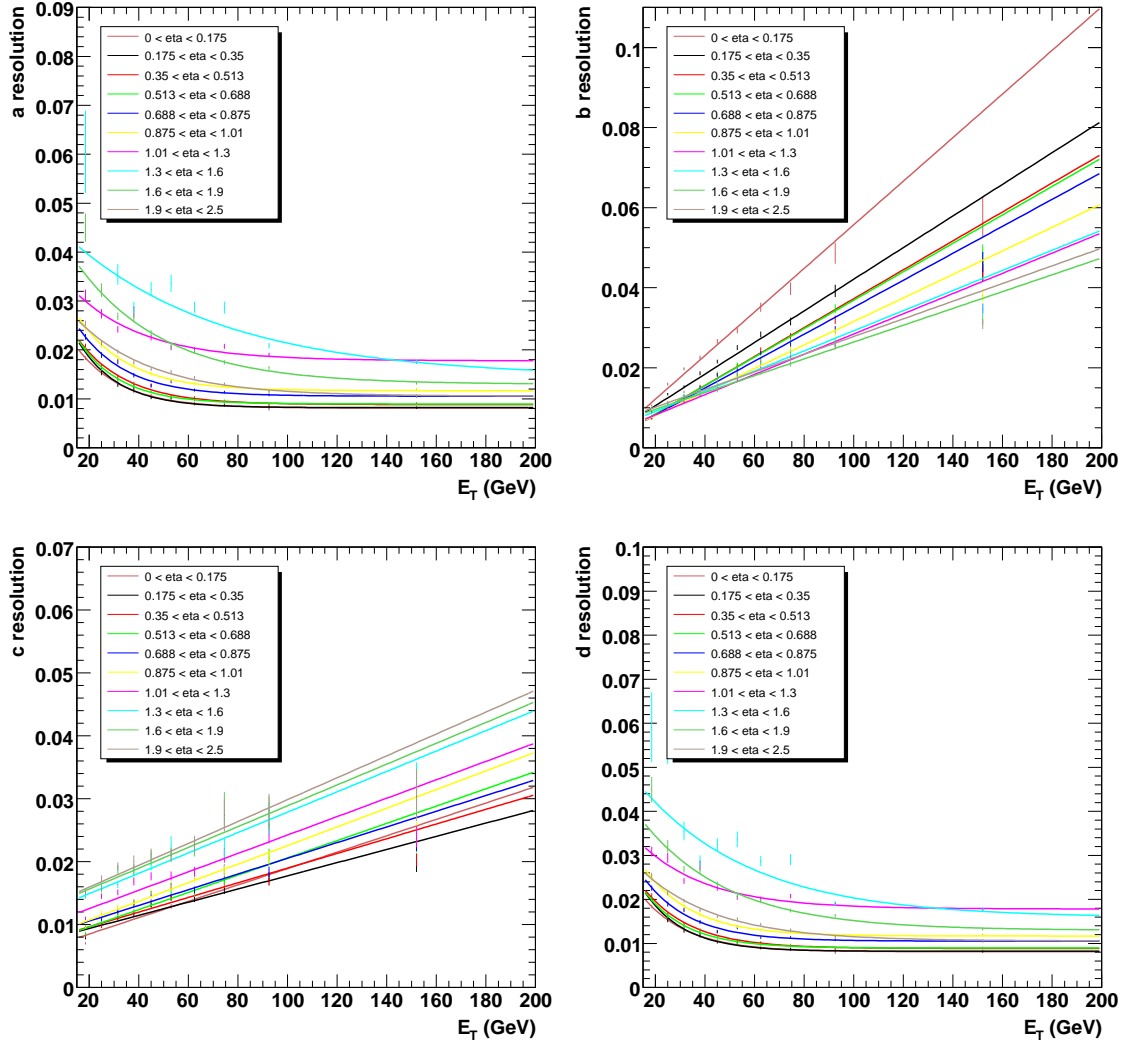 a resolution
0.09
0.08
0.07
0.06
0.05
0.04
0.03
0.02
0.01
0
20 40 60 80 100 120 140 160 180 200
E_T (GeV)
0 < eta < 0.175
0.175 < eta < 0.35
0.35 < eta < 0.513
0.513 < eta < 0.688
0.688 < eta < 0.875
0.875 < eta < 1.01
1.01 < eta < 1.3
1.3 < eta < 1.6
1.6 < eta < 1.9
1.9 < eta < 2.5
b resolution
0.1
0.08
0.06
0.04
0.02
0
20 40 60 80 100 120 140 160 180 200
E_T (GeV)
0 < eta < 0.175
0.175 < eta < 0.35
0.35 < eta < 0.513
0.513 < eta < 0.688
0.688 < eta < 0.875
0.875 < eta < 1.01
1.01 < eta < 1.3
1.3 < eta < 1.6
1.6 < eta < 1.9
1.9 < eta < 2.5
c resolution
0.07
0.06
0.05
0.04
0.03
0.02
0.01
0
20 40 60 80 100 120 140 160 180 200
E_T (GeV)
0 < eta < 0.175
0.175 < eta < 0.35
0.35 < eta < 0.513
0.513 < eta < 0.688
0.688 < eta < 0.875
0.875 < eta < 1.01
1.01 < eta < 1.3
1.3 < eta < 1.6
1.6 < eta < 1.9
1.9 < eta < 2.5
d resolution
0.1
0.09
0.08
0.07
0.06
0.05
0.04
0.03
0.02
0.01
0
20 40 60 80 100 120 140 160 180 200
E_T (GeV)
0 < eta < 0.175
0.175 < eta < 0.35
0.35 < eta < 0.513
0.513 < eta < 0.688
0.688 < eta < 0.875
0.875 < eta < 1.01
1.01 < eta < 1.3
1.3 < eta < 1.6
1.6 < eta < 1.9
1.9 < eta < 2.5